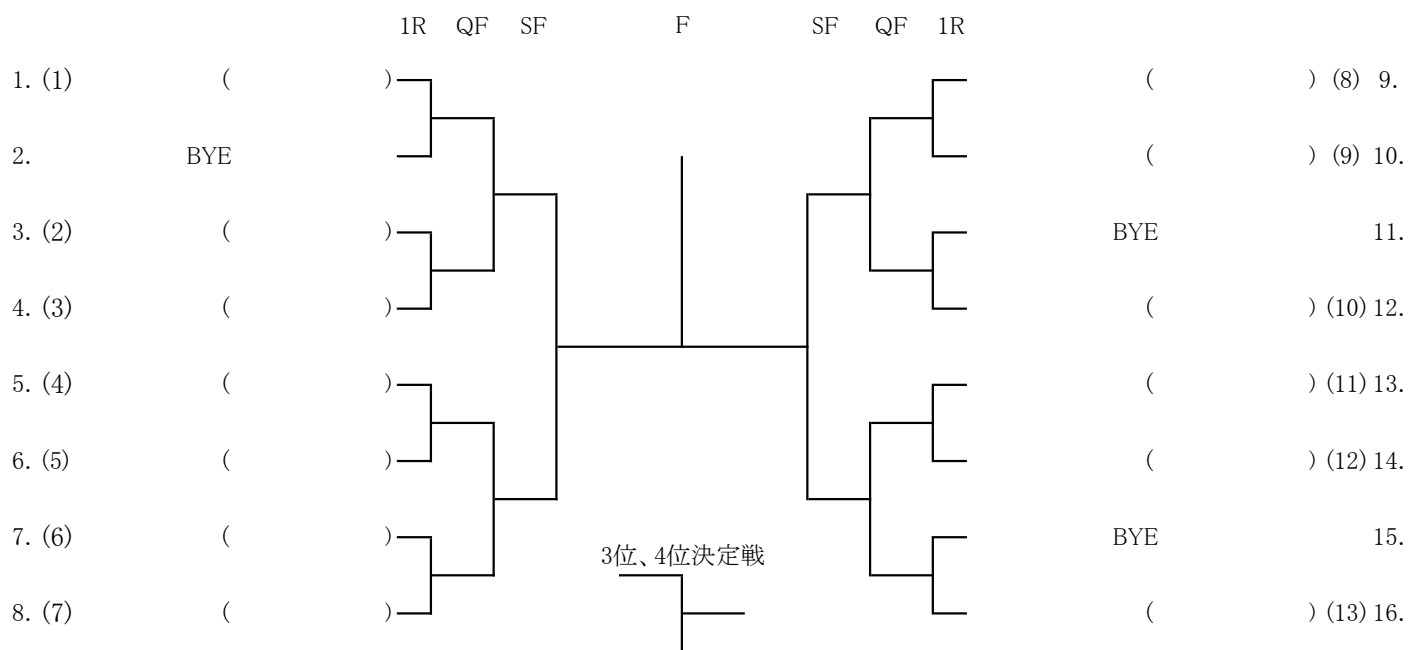 1R QF SF F SF QF 1R
1. (1) ( ) ( ) (8) 9.
2. BYE ( ) (9) 10.
3. (2) ( ) BYE 11.
4. (3) ( ) ( ) (10) 12.
5. (4) ( ) ( ) (11) 13.
6. (5) ( ) ( ) (12) 14.
7. (6) ( ) BYE 15.
3位、4位決定戦
8. (7) ( ) ( ) (13) 16.